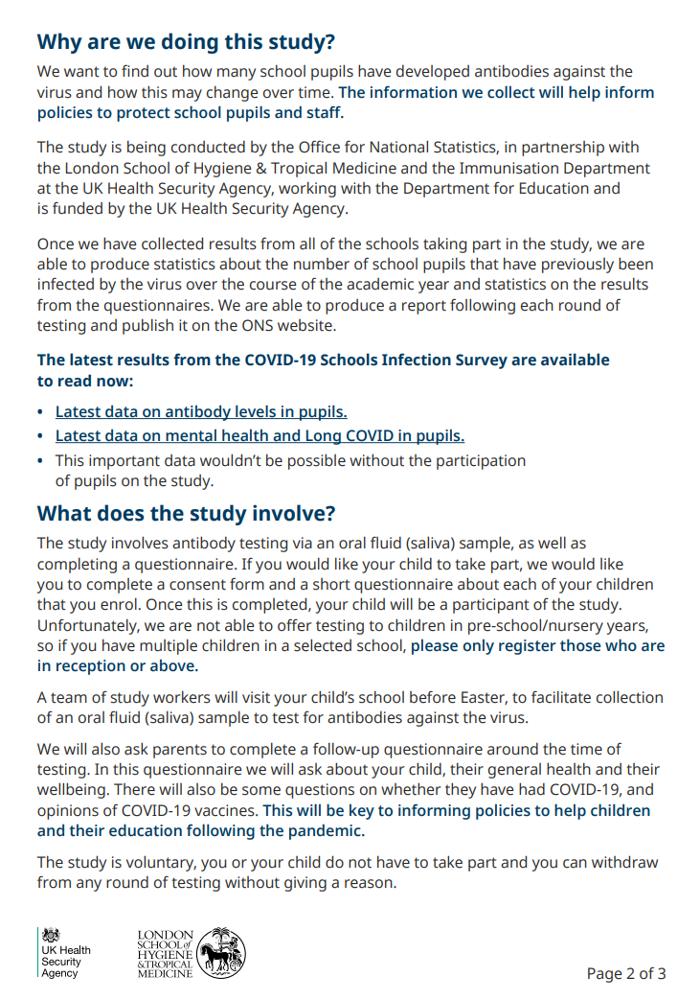 Why are we doing this study?
We want to find out how many school pupils have developed antibodies against the
virus and how this may change over time. The information we collect will help inform
policies to protect school pupils and staff.
The study is being conducted by the Office for National Statistics, in partnership with
the London School of Hygiene & Tropical Medicine and the Immunisation Department
at the UK Health Security Agency, working with the Department for Education and
is funded by the UK Health Security Agency.
Once we have collected results from all of the schools taking part in the study, we are
able to produce statistics about the number of school pupils that have previously been
infected by the virus over the course of the academic year and statistics on the results
from the questionnaires. We are able to produce a report following each round of
testing and publish it on the ONS website.
The latest results from the COVID-19 Schools Infection Survey are available
to read now:
• Latest data on antibody levels in pupils.
• Latest data on mental health and Long COVID in pupils.
• This important data wouldn’t be possible without the participation
of pupils on the study.
What does the study involve?
The study involves antibody testing via an oral fluid (saliva) sample, as well as
completing a questionnaire. If you would like your child to take part, we would like
you to complete a consent form and a short questionnaire about each of your children
that you enrol. Once this is completed, your child will be a participant of the study.
Unfortunately, we are not able to offer testing to children in pre-school/nursery years,
so if you have multiple children in a selected school, please only register those who are
in reception or above.
A team of study workers will visit your child’s school before Easter, to facilitate collection
of an oral fluid (saliva) sample to test for antibodies against the virus.
We will also ask parents to complete a follow-up questionnaire around the time of
testing. In this questionnaire we will ask about your child, their general health and their
wellbeing. There will also be some questions on whether they have had COVID-19, and
opinions of COVID-19 vaccines. This will be key to informing policies to help children
and their education following the pandemic.
The study is voluntary, you or your child do not have to take part and you can withdraw
from any round of testing without giving a reason.
UK Health
Security
Agency
LONDON
SCHOOL of
HYGIENE
& TROPICAL
MEDICINE
Page 2 of 3